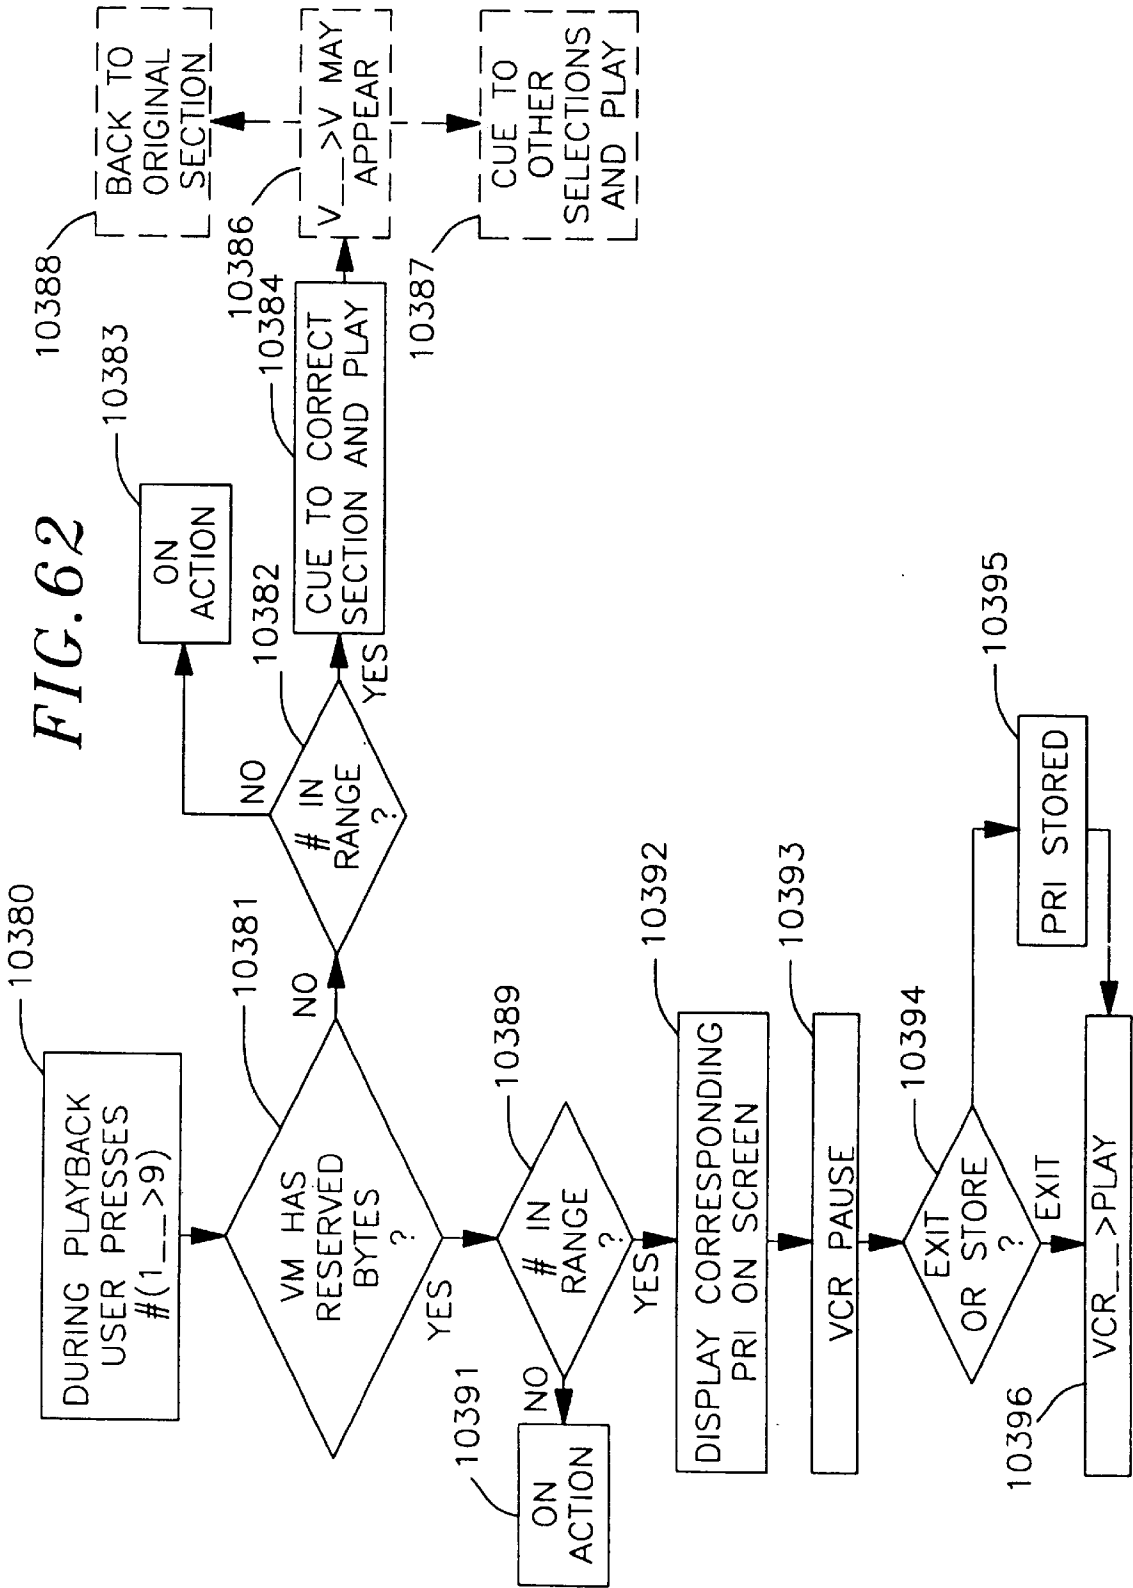 FIG.62
10380
DURING PLAYBACK
USER PRESSES
#(1__>9)
10381
VM HAS
RESERVED
BYTES
?
NO
YES
10382
# IN
RANGE
?
NO
YES
10383
ON
ACTION
10384
CUE TO CORRECT
SECTION AND PLAY
10386
V__>V MAY
APPEAR
10388
BACK TO
ORIGINAL
SECTION
10387
CUE TO
OTHER
SELECTIONS
AND PLAY
10389
# IN
RANGE
?
NO
YES
10391
ON
ACTION
10392
DISPLAY CORRESPONDING
PRI ON SCREEN
10393
VCR PAUSE
10394
EXIT
OR STORE
?
EXIT
10395
PRI STORED
10396
VCR__>PLAY